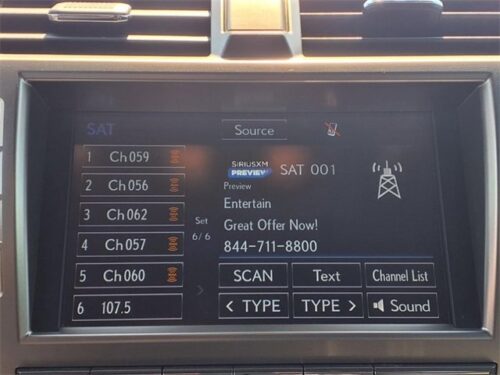 SAT
Source
1 Ch 059
2 Ch 056
3 Ch 062
4 Ch 057
5 Ch 060
6 107.5
Set
6/6
SIRIUSXM
PREVIEW
SAT 001
Preview
Entertain
Great Offer Now!
844-711-8800
SCAN
Text
Channel List
< TYPE
TYPE >
Sound